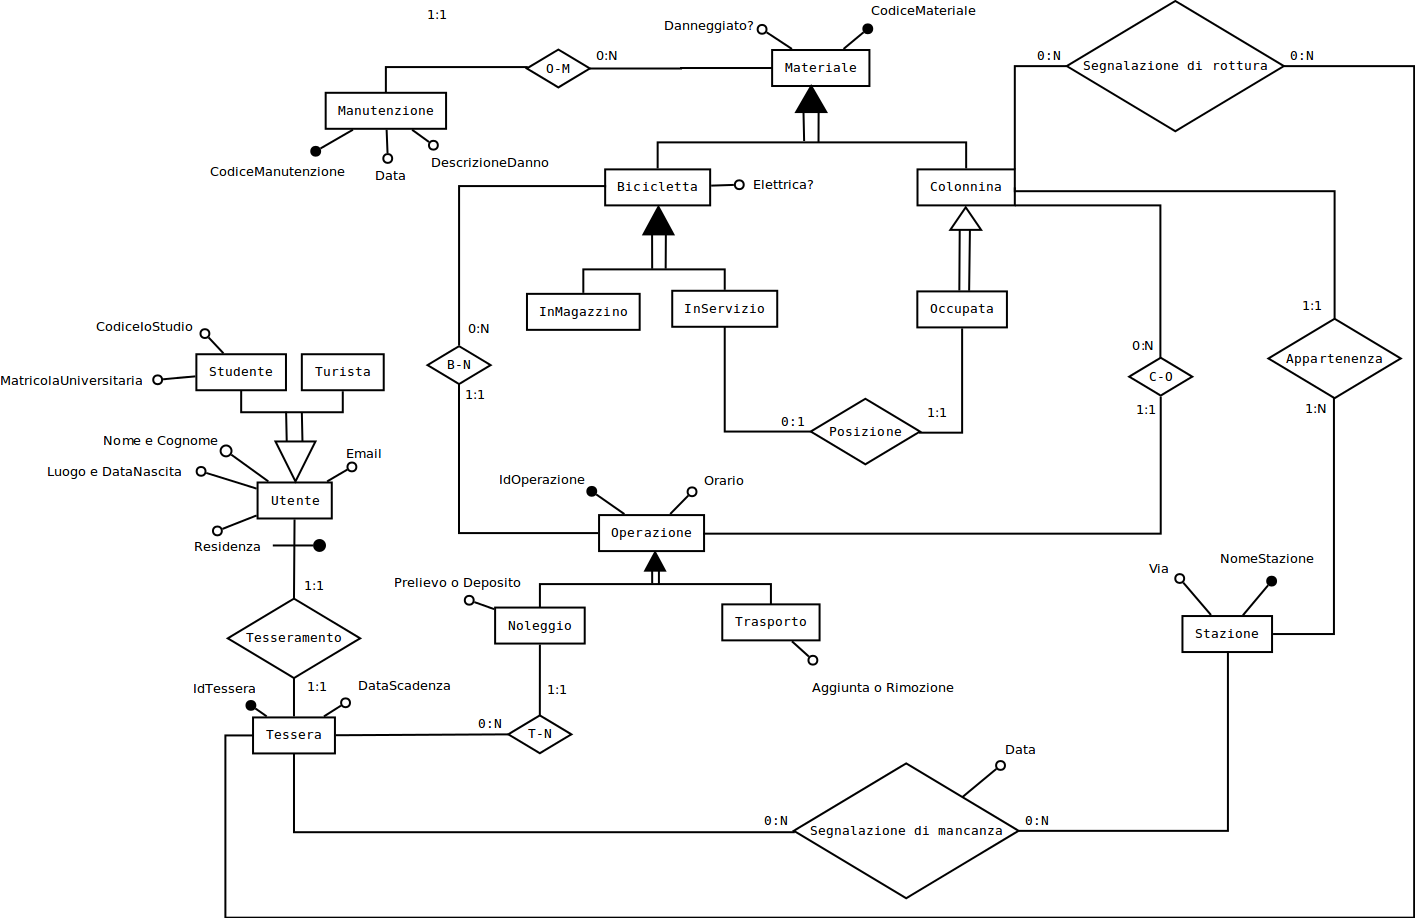 CodiceMateriale
1:1
Danneggiato?
0:N
0:N
0:N
O-M
Materiale
Segnalazione di rottura
Manutenzione
CodiceManutenzione
Data
DescrizioneDanno
Bicicletta
Elettrica?
Colonnina
InMagazzino
InServizio
Occupata
1:1
CodiceIoStudio
0:N
0:N
Appartenenza
B-N
C-O
Studente
Turista
MatricolaUniversitaria
1:1
1:1
1:N
0:1
1:1
Posizione
Nome e Cognome
Email
Luogo e DataNascita
IdOperazione
Orario
Utente
Operazione
Residenza
NomeStazione
Via
Prelievo o Deposito
1:1
Noleggio
Trasporto
Stazione
Tesseramento
1:1
IdTessera
DataScadenza
1:1
Aggiunta o Rimozione
0:N
Tessera
T-N
Data
0:N
0:N
Segnalazione di mancanza